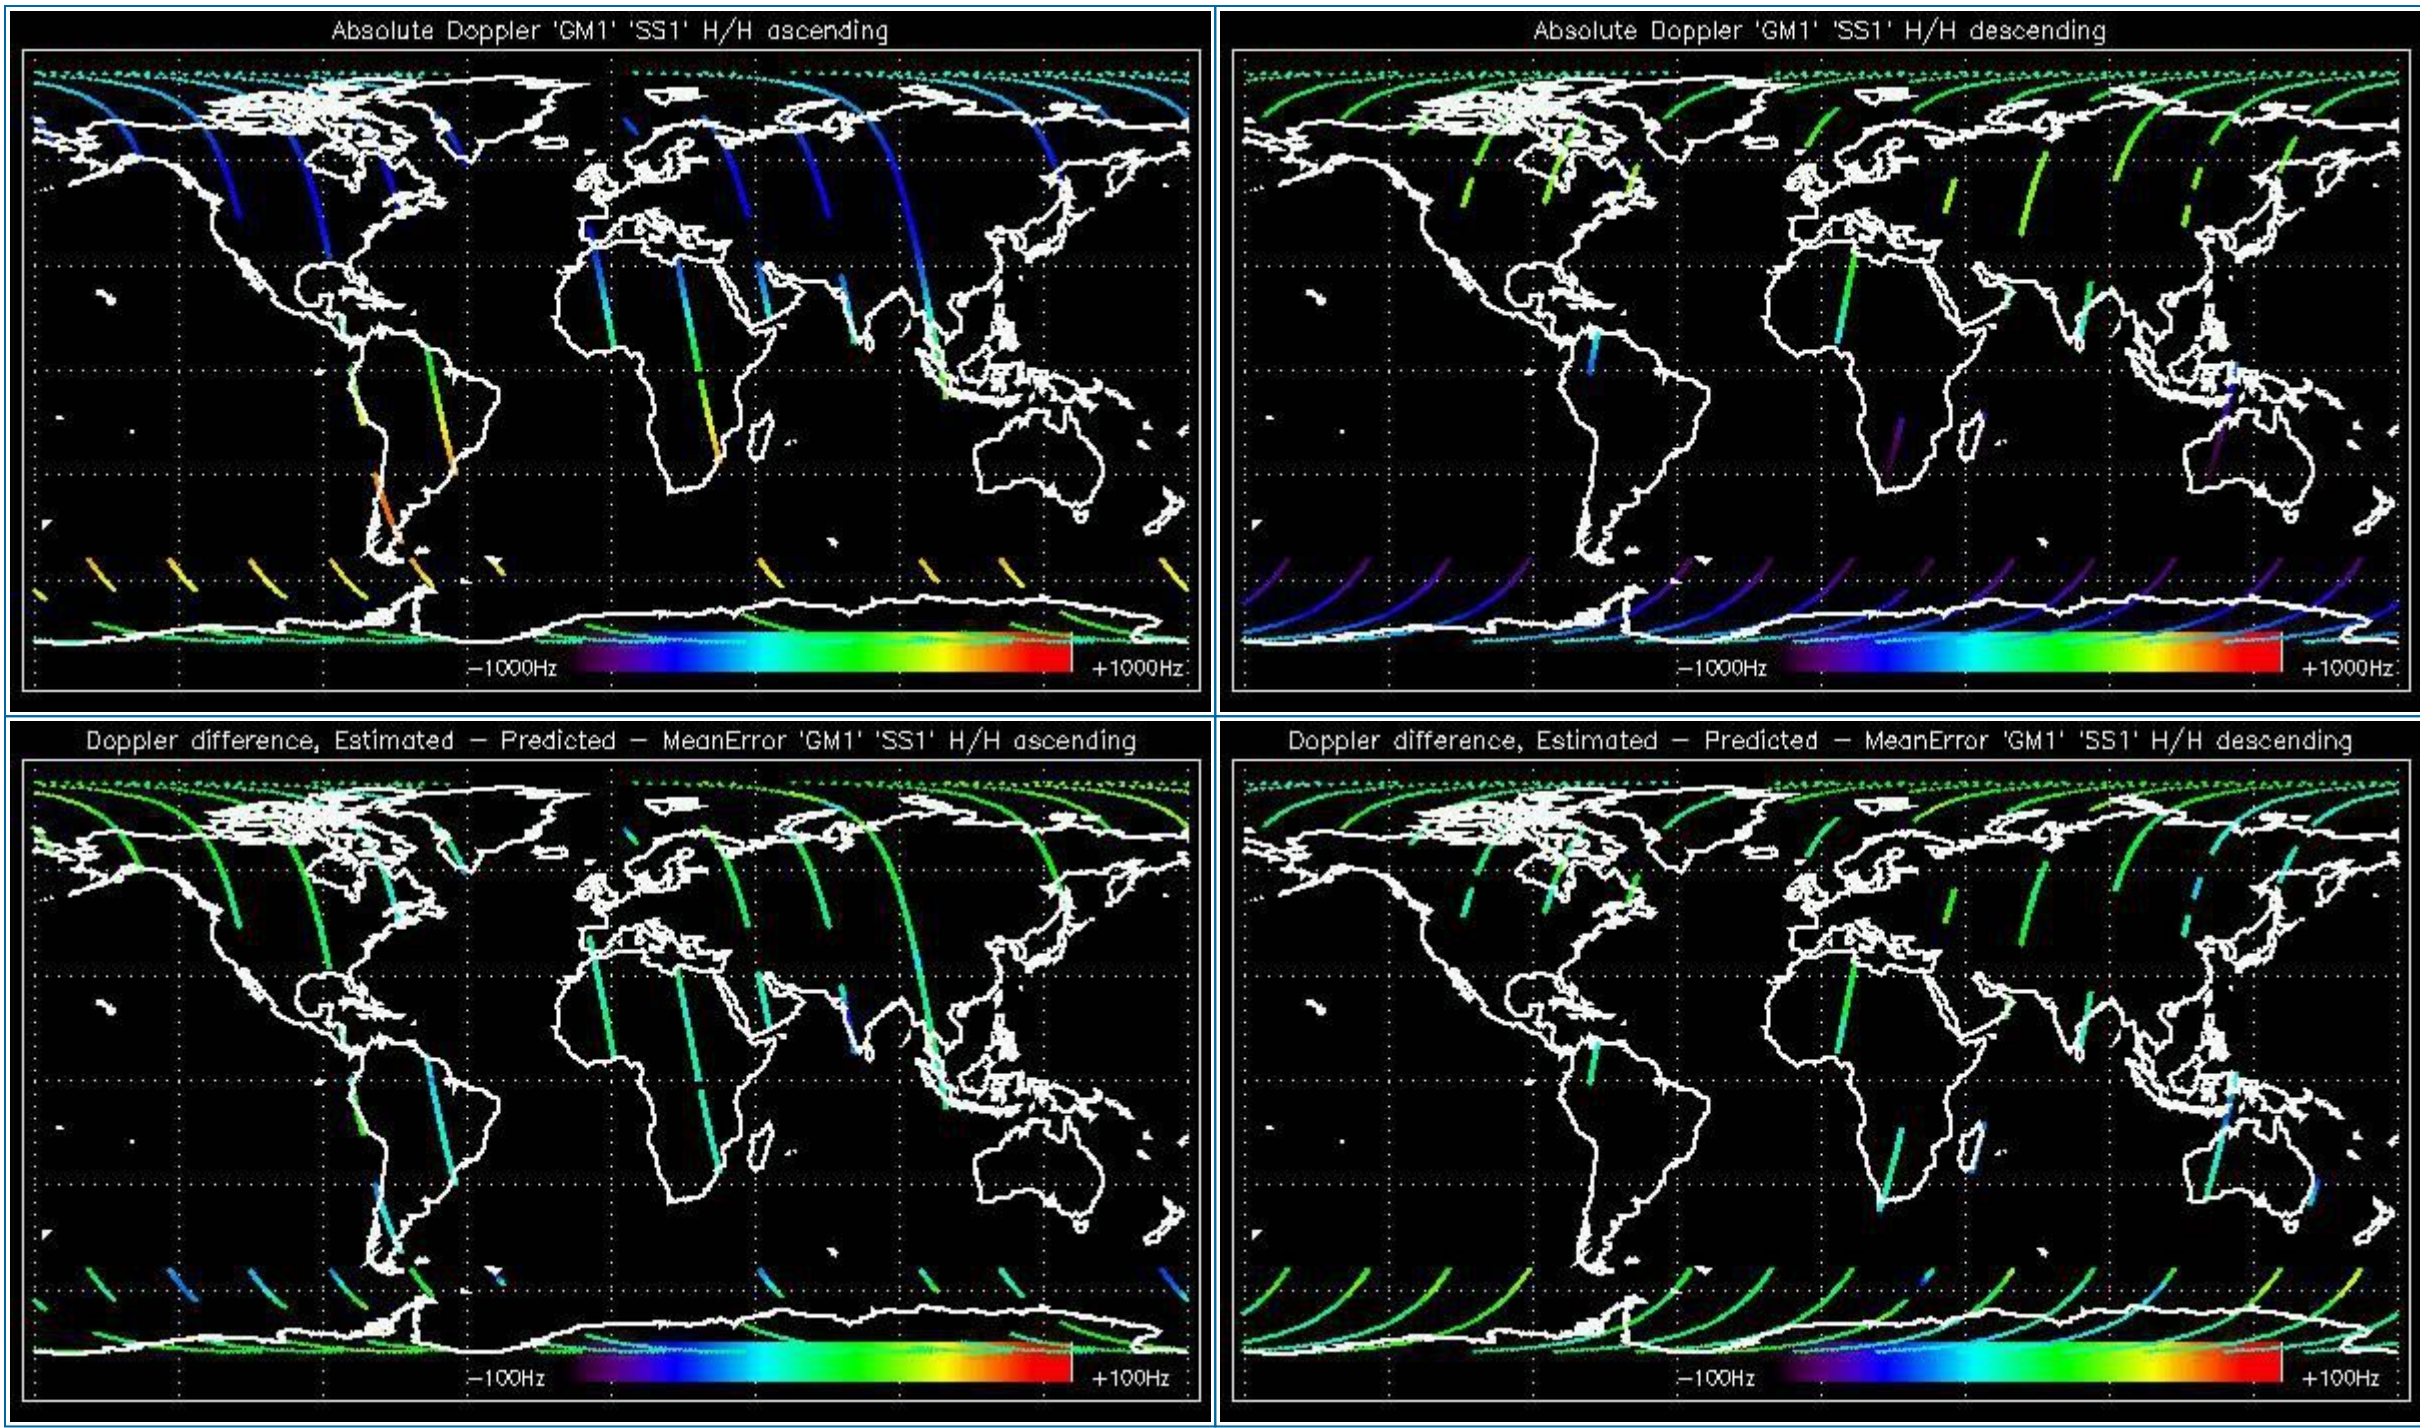 Absolute Doppler 'GM1' 'SS1' H/H ascending
−1000Hz
+1000Hz
Absolute Doppler 'GM1' 'SS1' H/H descending
−1000Hz
+1000Hz
Doppler difference, Estimated − Predicted − MeanError 'GM1' 'SS1' H/H ascending
−100Hz
+100Hz
Doppler difference, Estimated − Predicted − MeanError 'GM1' 'SS1' H/H descending
−100Hz
+100Hz